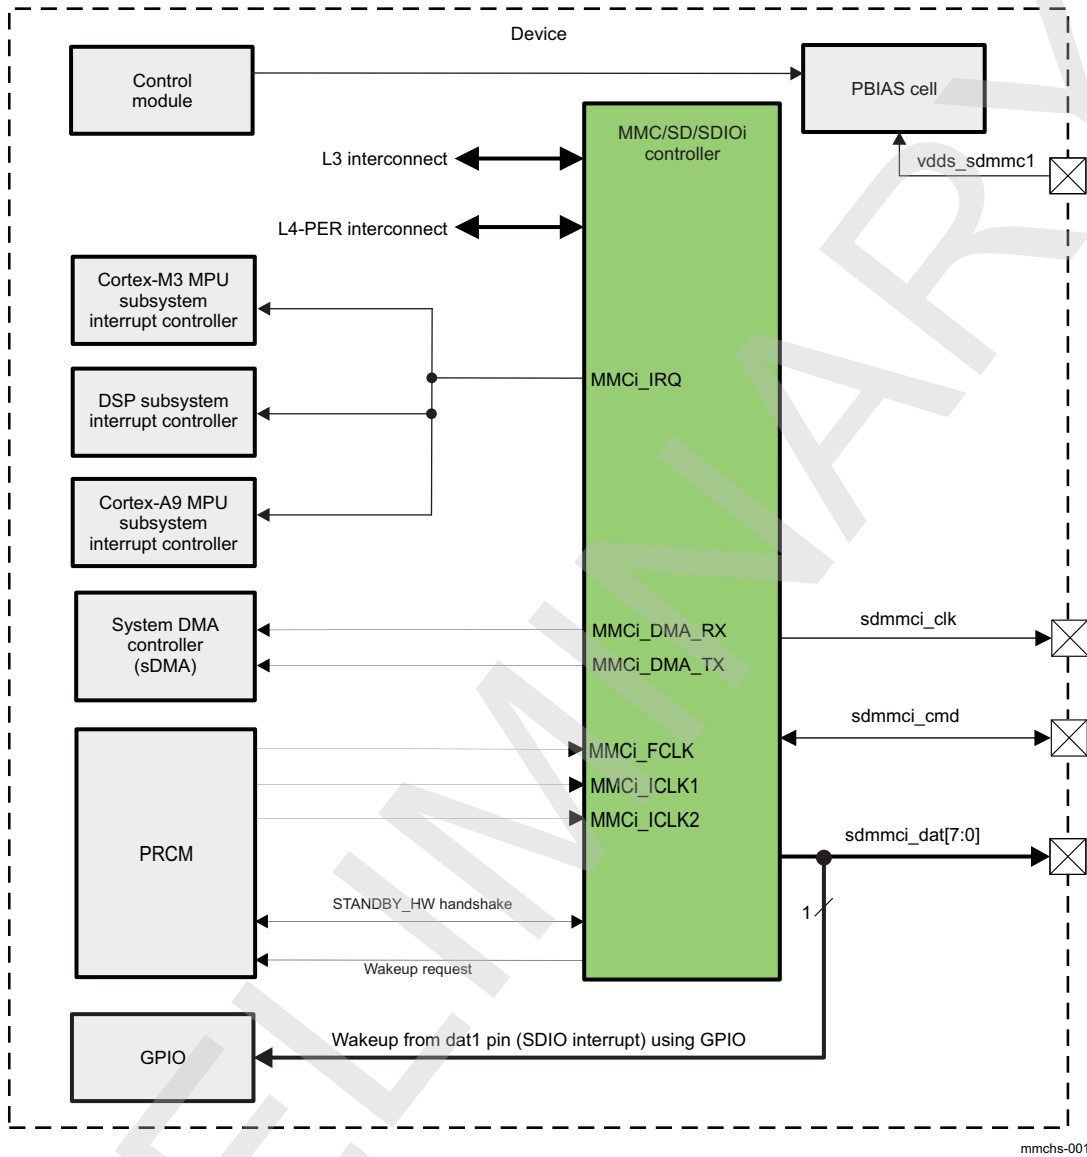 Device
Control
module
PBIAS cell
vdds_sdmmc1
MMC/SD/SDIOi
controller
L3 interconnect
L4-PER interconnect
Cortex-M3 MPU
subsystem
interrupt controller
MMCi_IRQ
DSP subsystem
interrupt controller
Cortex-A9 MPU
subsystem
interrupt controller
System DMA
controller
(sDMA)
MMCi_DMA_RX
MMCi_DMA_TX
sdmmci_clk
sdmmci_cmd
MMCi_FCLK
MMCi_ICLK1
MMCi_ICLK2
PRCM
sdmmci_dat[7:0]
1
STANDBY_HW handshake
Wakeup request
GPIO
Wakeup from dat1 pin (SDIO interrupt) using GPIO
mmchs-001
ELIMINARY